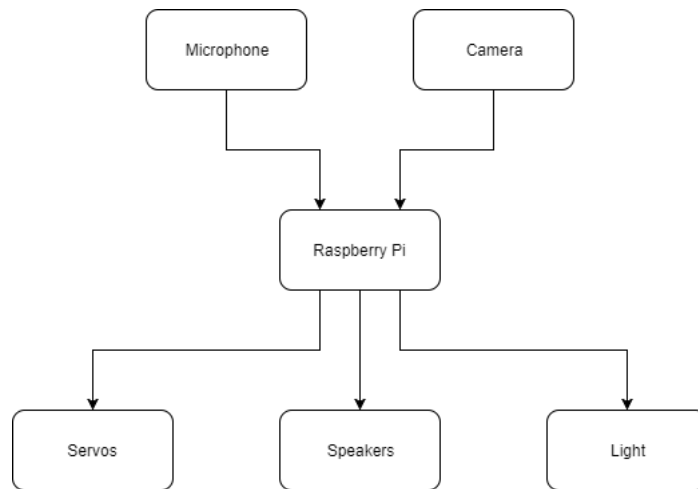 Microphone
Camera
Raspberry Pi
Servos
Speakers
Light